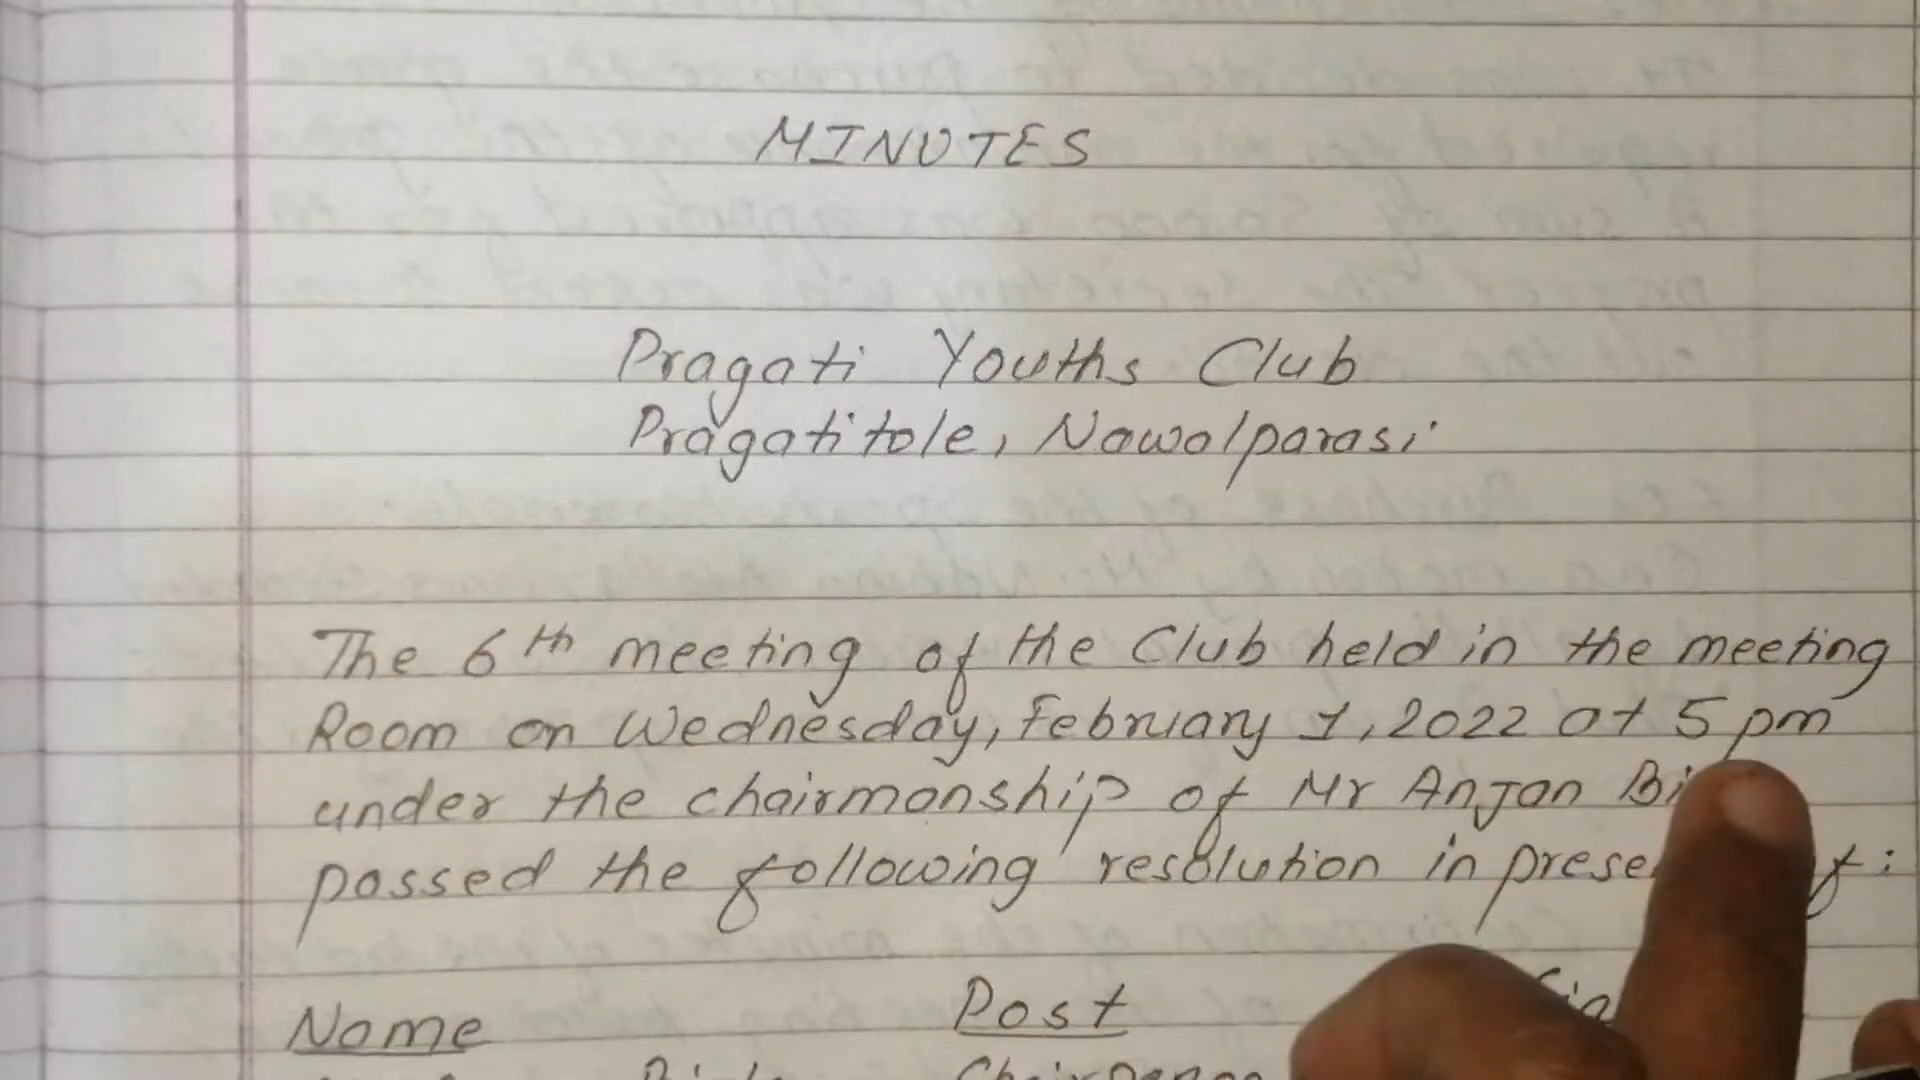 MINUTES
Pragati Youths Club
Pragatitole, Nawalparasi
The 6th meeting of the Club held in the meeting
Room on Wednesday, February 1, 2022 at 5 pm
under the chairmanship of Mr Anjan
passed the following resolution in
Name Post